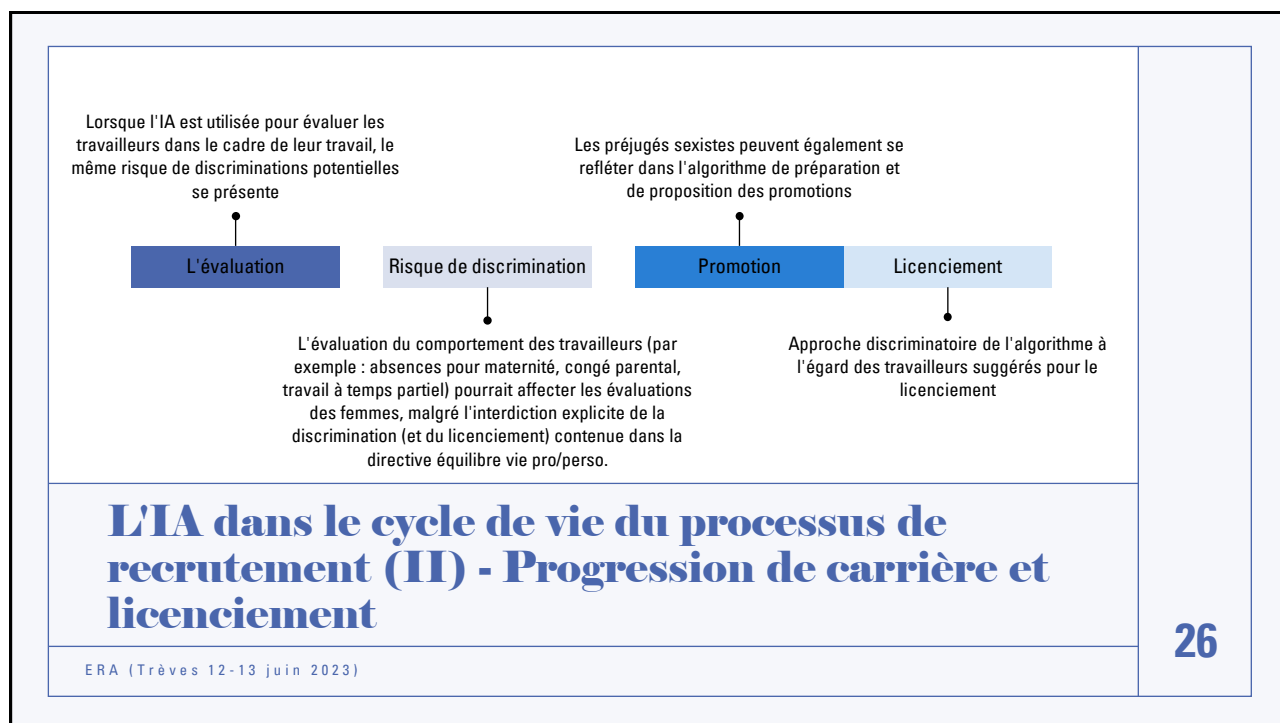 Lorsque l'IA est utilisée pour évaluer les
travailleurs dans le cadre de leur travail, le
même risque de discriminations potentielles
se présente
Les préjugés sexistes peuvent également se
refléter dans l'algorithme de préparation et
de proposition des promotions
L'évaluation
Risque de discrimination
Promotion
Licenciement
L'évaluation du comportement des travailleurs (par
exemple : absences pour maternité, congé parental,
travail à temps partiel) pourrait affecter les évaluations
des femmes, malgré l'interdiction explicite de la
discrimination (et du licenciement) contenue dans la
directive équilibre vie pro/perso.
Approche discriminatoire de l'algorithme à
l'égard des travailleurs suggérés pour le
licenciement
L'IA dans le cycle de vie du processus de
recrutement (II) - Progression de carrière et
licenciement
26
ERA (Trèves 12-13 juin 2023)